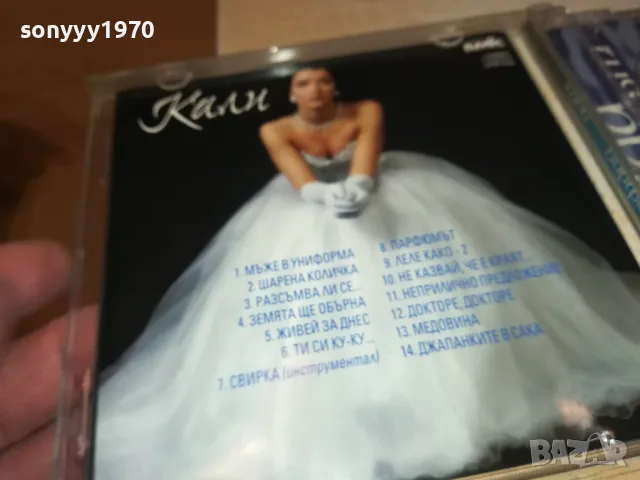 sonyyy1970
Кали
1. МЪЖЕ В УНИФОРМА
2. ШАРЕНА КОЛИЧКА
3. РАЗСЪМВА ЛИ СЕ...
4. ЗЕМЯТА ЩЕ ОБЪРНА
5. ЖИВЕЙ ЗА ДНЕС
6. ТИ СИ КУ-КУ...
7. СВИРКА (инструментал)
8. ПАРФЮМЪТ
9. ЛЕЛЕ КАКО - 2
10. НЕ КАЗВАЙ, ЧЕ Е КРАЯТ...
11. НЕПРИЛИЧНО ПРЕДЛОЖЕНИЕ
12. ДОКТОРЕ, ДОКТОРЕ
13. МЕДОВИНА
14. ДЖАПАНКИТЕ В САКА
BAZAR